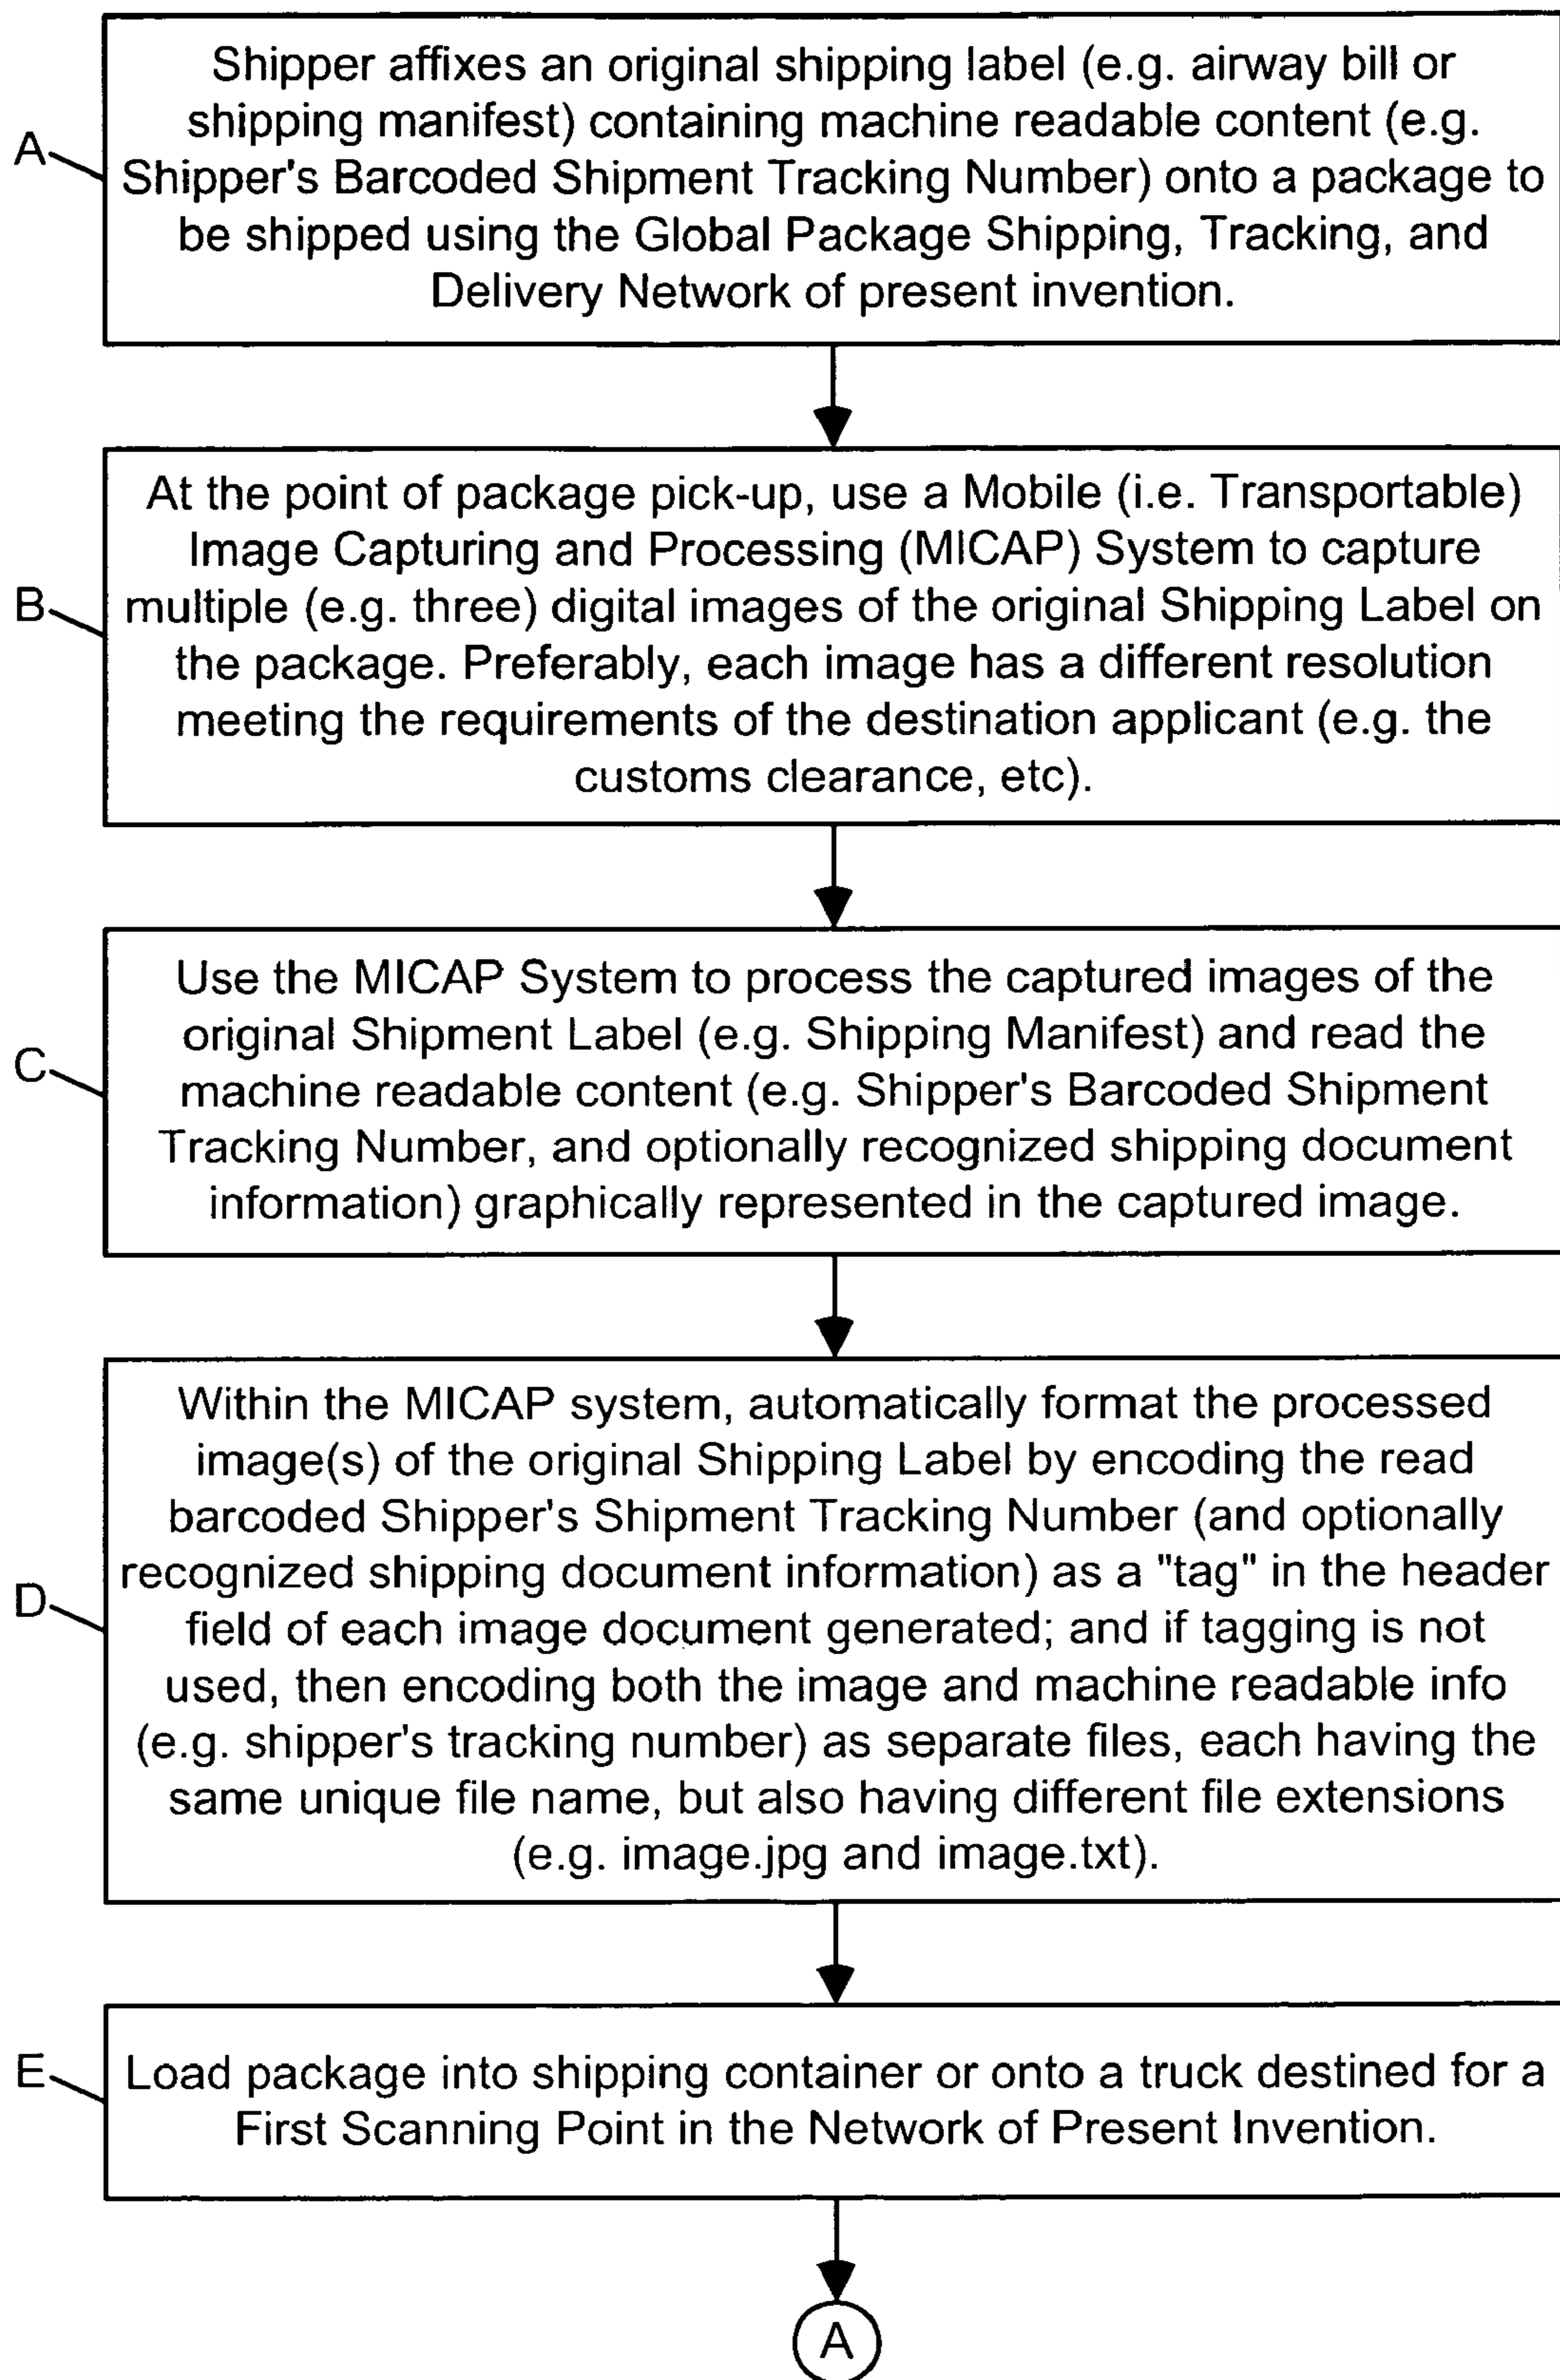 Shipper affixes an original shipping label (e.g. airway bill or
shipping manifest) containing machine readable content (e.g.
A
Shipper's Barcoded Shipment Tracking Number) onto a package to
be shipped using the Global Package Shipping, Tracking, and
Delivery Network of present invention.
At the point of package pick-up, use a Mobile (i.e. Transportable)
Image Capturing and Processing (MICAP) System to capture
B
multiple (e.g. three) digital images of the original Shipping Label on
the package. Preferably, each image has a different resolution
meeting the requirements of the destination applicant (e.g. the
customs clearance, etc).
Use the MICAP System to process the captured images of the
original Shipment Label (e.g. Shipping Manifest) and read the
C
machine readable content (e.g. Shipper's Barcoded Shipment
Tracking Number, and optionally recognized shipping document
information) graphically represented in the captured image.
Within the MICAP system, automatically format the processed
image(s) of the original Shipping Label by encoding the read
barcoded Shipper's Shipment Tracking Number (and optionally
recognized shipping document information) as a "tag" in the header
D
field of each image document generated; and if tagging is not
used, then encoding both the image and machine readable info
(e.g. shipper's tracking number) as separate files, each having the
same unique file name, but also having different file extensions
(e.g. image.jpg and image.txt).
E
Load package into shipping container or onto a truck destined for a
First Scanning Point in the Network of Present Invention.
A